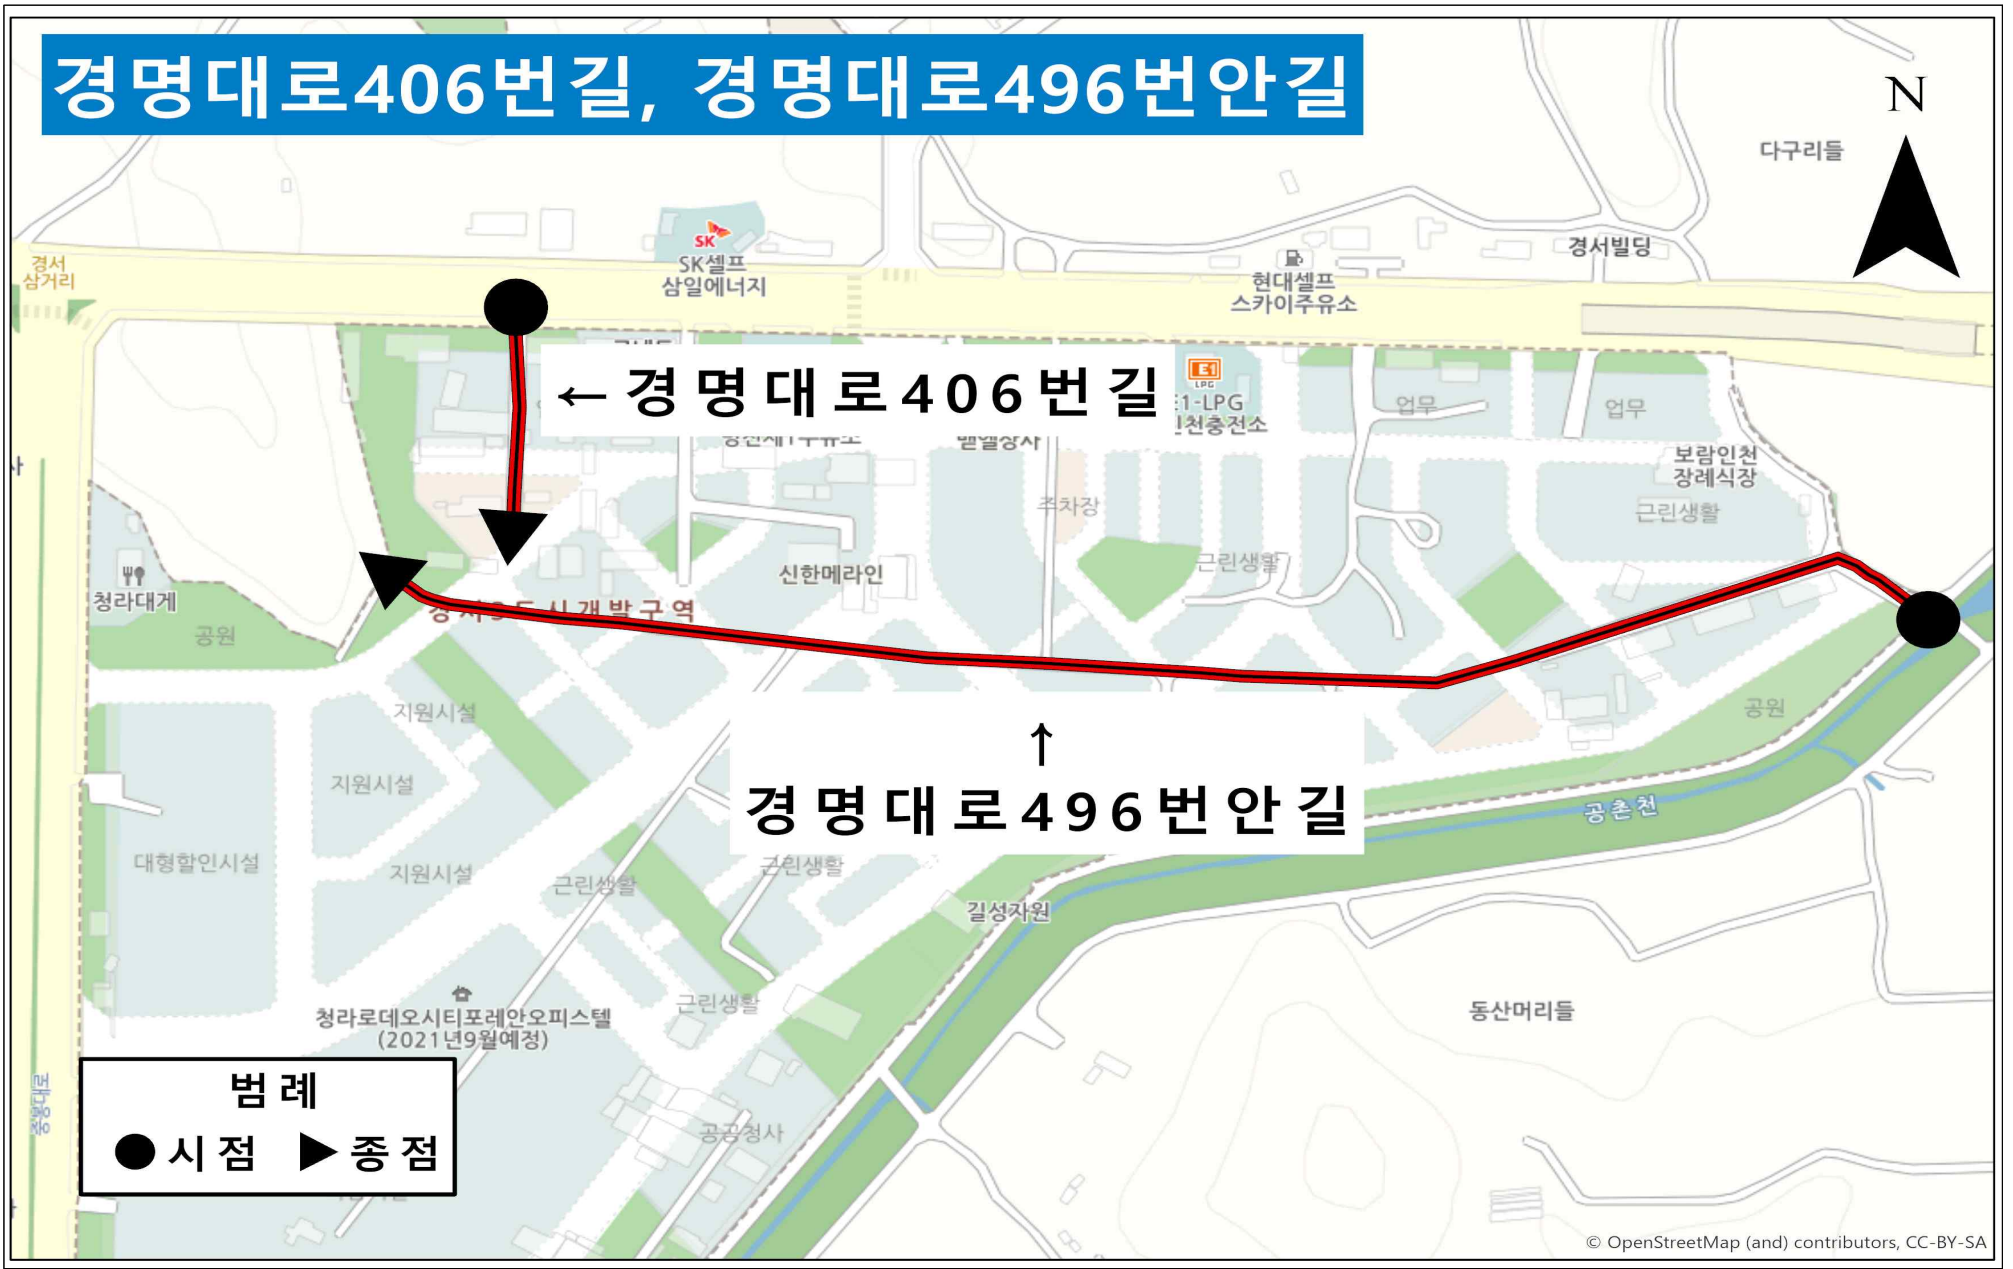 경명대로406번길, 경명대로496번안길
N
다구리들
경서
삼거리
SK
SK셀프
삼일에너지
현대셀프
스카이주유소
경서빌딩
← 경명대로406번길
E1
LPG
E1-LPG
인천충전소
업무
업무
보람인천
장례식장
근린생활
주차장
근린생활
신한메라인
청라대게
공원
지원시설
지원시설
대형할인시설
지원시설
근린생활
근린생활
↑
경명대로496번안길
공원
공촌천
길성자원
근린생활
청라로데오시티포레안오피스텔
(2021년9월예정)
동산머리들
공공청사
범례
● 시점 ▶ 종점
© OpenStreetMap (and) contributors, CC-BY-SA